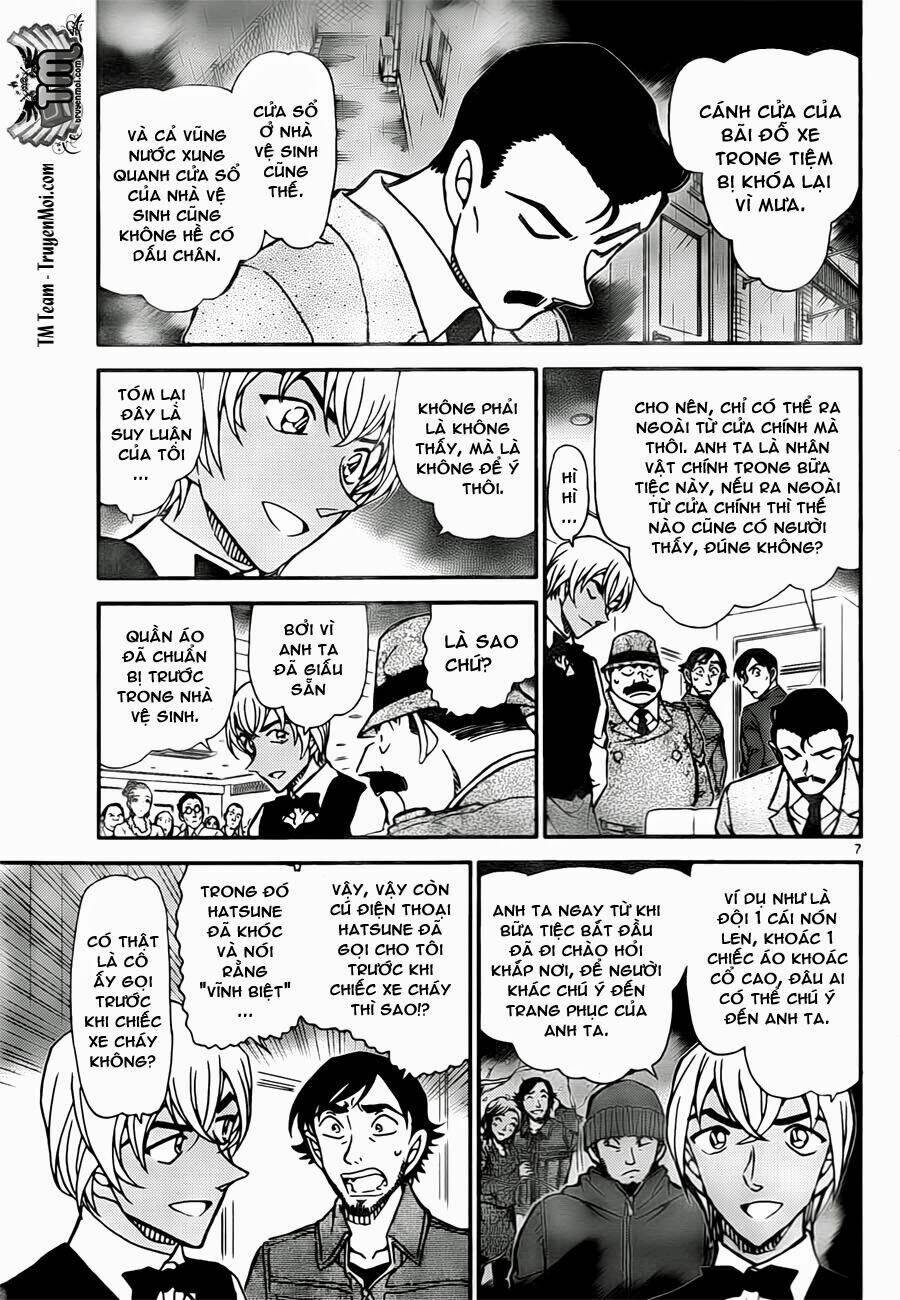 CÁNH CỬA CỦA
BÃI ĐỖ XE
TRONG TIỆM
BỊ KHÓA LẠI
VÌ MƯA.
CỬA SỔ
Ở NHÀ
VỆ SINH
CŨNG
THẾ.
VÀ CẢ VŨNG
NƯỚC XUNG
QUANH CỬA SỔ
CỦA NHÀ VỆ
SINH CŨNG
KHÔNG HỀ CÓ
DẤU CHÂN.
TM
truyenmoi.com
TM Team - TruyenMoi.com
CHO NÊN, CHỈ CÓ THỂ RA
NGOÀI TỪ CỬA CHÍNH MÀ
THÔI. ANH TA LÀ NHÂN
VẬT CHÍNH TRONG BỮA
TIỆC NÀY, NẾU RA NGOÀI
TỪ CỬA CHÍNH THÌ THẾ
NÀO CŨNG CÓ NGƯỜI
THẤY, ĐÚNG KHÔNG?
HÌ
HÌ
...
KHÔNG PHẢI
LÀ KHÔNG
THẤY, MÀ LÀ
KHÔNG ĐỂ Ý
THÔI.
TÓM LẠI
ĐÂY LÀ
SUY LUẬN
CỦA TÔI
...
LÀ SAO
CHỨ?
BỞI VÌ
ANH TA
ĐÃ GIẤU
SẴN
QUẦN ÁO
ĐÃ CHUẨN
BỊ TRƯỚC
TRONG NHÀ
VỆ SINH.
7
VÍ DỤ NHƯ LÀ
ĐỘI 1 CÁI NÓN
LEN, KHOÁC 1
CHIẾC ÁO KHOÁC
CỔ CAO, ĐÂU AI
CÓ THỂ CHÚ Ý
ĐẾN ANH TA.
ANH TA NGAY TỪ KHI
BỮA TIỆC BẮT ĐẦU
ĐÃ ĐI CHÀO HỎI
KHẮP NƠI, ĐỂ NGƯỜI
KHÁC CHÚ Ý ĐẾN
TRANG PHỤC CỦA
ANH TA.
VẬY, VẬY CÒN
CÚ ĐIỆN THOẠI
HATSUNE ĐÃ
GỌI CHO TÔI
TRƯỚC KHI
CHIẾC XE CHÁY
THÌ SAO!?
TRONG ĐÓ
HATSUNE
ĐÃ KHÓC
VÀ NÓI
RẰNG
"VĨNH BIỆT"
...
CÓ THẬT
LÀ CÔ
ẤY GỌI
TRƯỚC
KHI CHIẾC
XE CHÁY
KHÔNG?